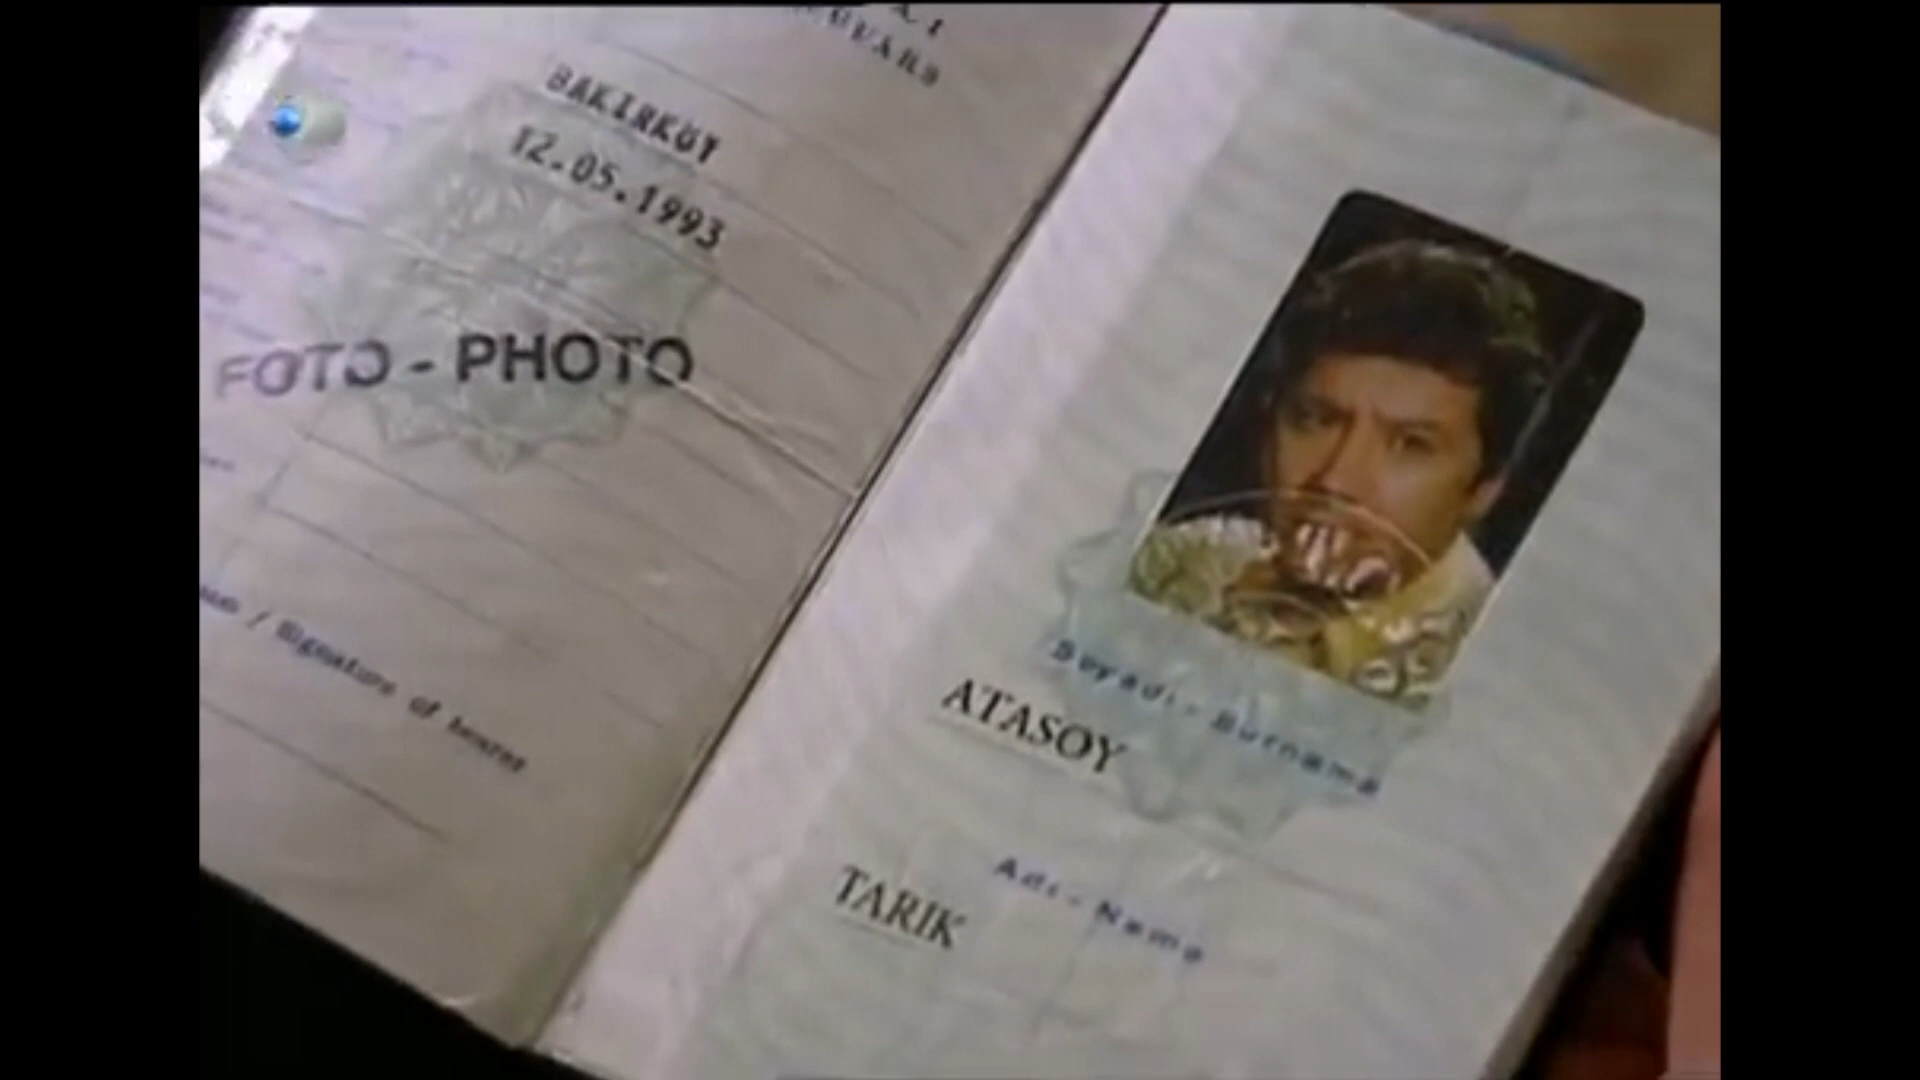 BAKIRKÖY
12.05.1993
FOTO - PHOTO
/ Signature of bearer
Soyadı - Surname
ATASOY
Adı - Name
TARIK